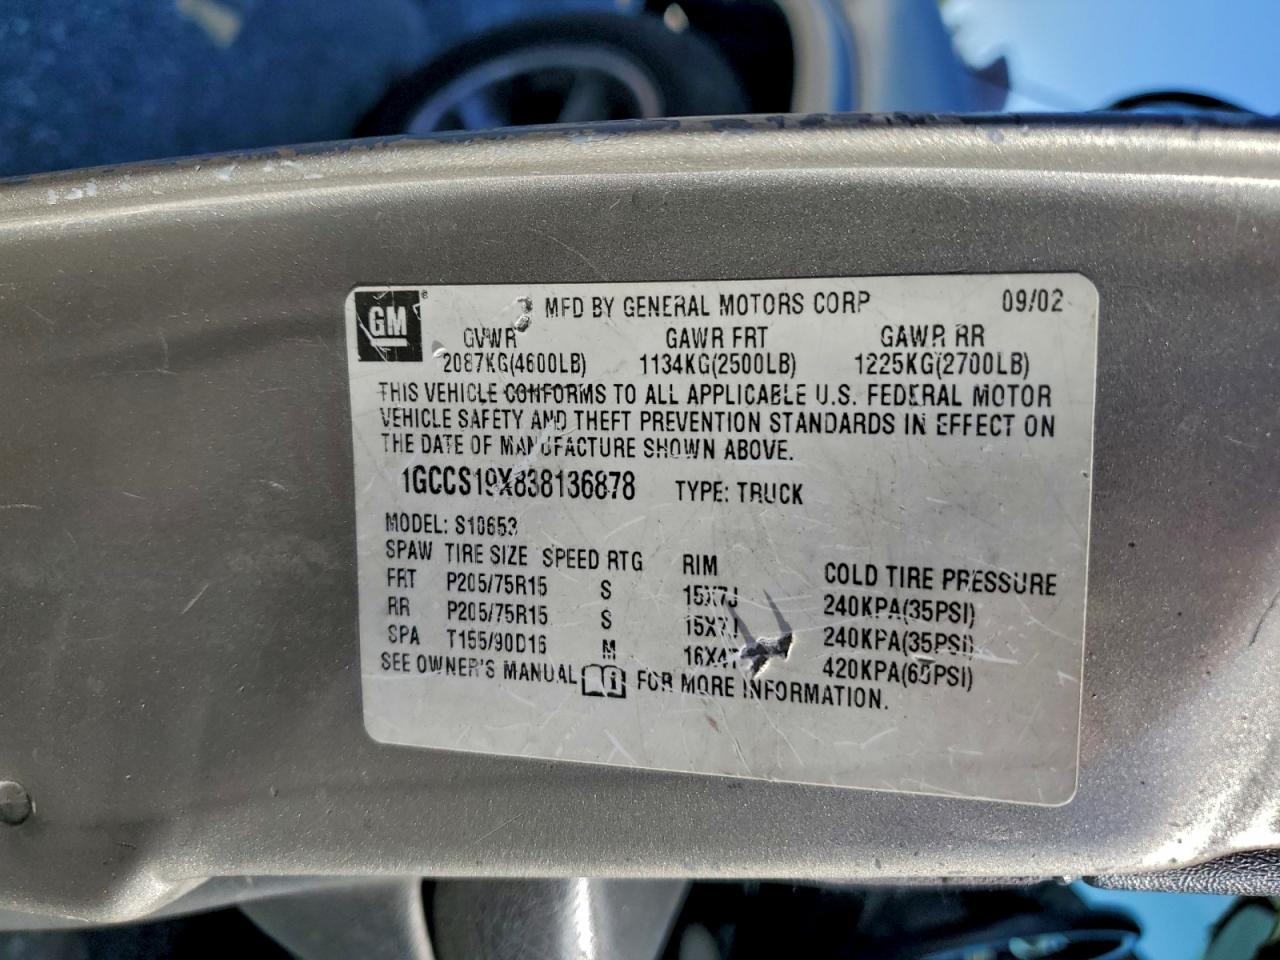 GM® MFD BY GENERAL MOTORS CORP 09/02
GVWR GAWR FRT GAWR RR
2087KG(4600LB) 1134KG(2500LB) 1225KG(2700LB)
THIS VEHICLE CONFORMS TO ALL APPLICABLE U.S. FEDERAL MOTOR
VEHICLE SAFETY AND THEFT PREVENTION STANDARDS IN EFFECT ON
THE DATE OF MANUFACTURE SHOWN ABOVE.
1GCCS19X838136878 TYPE: TRUCK
MODEL: S10653
SPAW TIRE SIZE SPEED RTG RIM COLD TIRE PRESSURE
FRT P205/75R15 S 15X7J 240KPA(35PSI)
RR P205/75R15 S 15X7J 240KPA(35PSI)
SPA T155/90D16 M 16X4T 420KPA(60PSI)
SEE OWNER'S MANUAL FOR MORE INFORMATION.